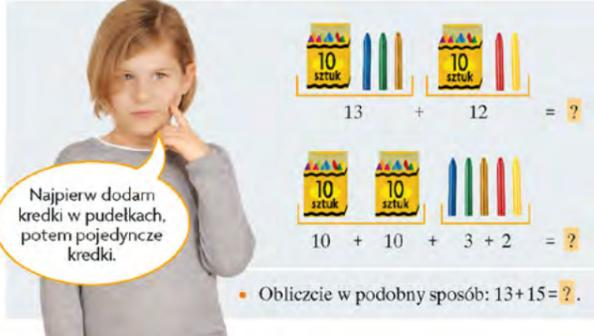 10
sztuk
10
sztuk
13 + 12 = ?
Najpierw dodam
kredki w pudełkach,
potem pojedyncze
kredki.
10
sztuk
10
sztuk
10 + 10 + 3 + 2 = ?
• Obliczcie w podobny sposób: 13+15=?.